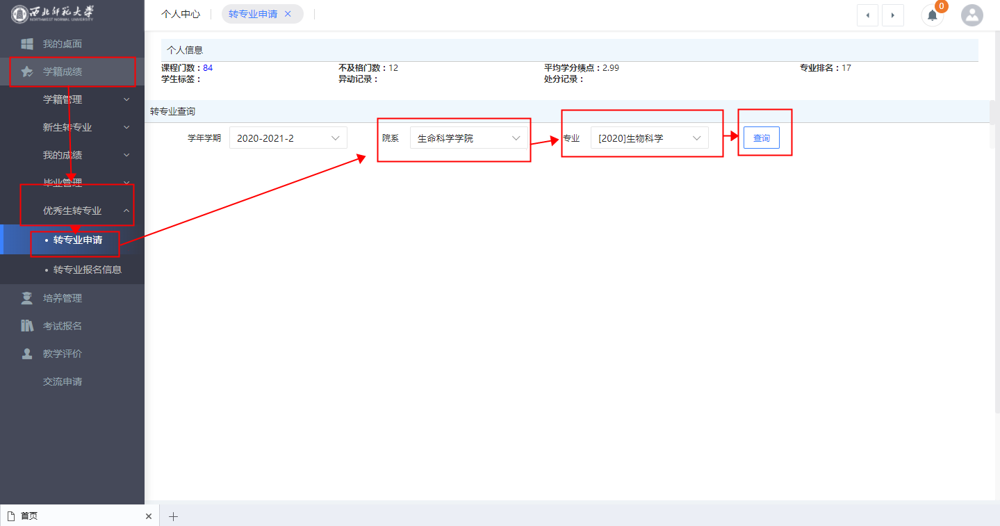 西北师范大学
NORTHWEST NORMAL UNIVERSITY
个人中心
转专业申请
0
我的桌面
学籍成绩
学籍管理
新生转专业
我的成绩
毕业管理
优秀生转专业
• 转专业申请
• 转专业报名信息
培养管理
考试报名
教学评价
交流申请
个人信息
课程门数：84 不及格门数：12 平均学分绩点：2.99 专业排名：17
学生标签： 异动记录： 处分记录：
转专业查询
学年学期 2020-2021-2 院系 生命科学学院 专业 [2020]生物科学 查询
首页